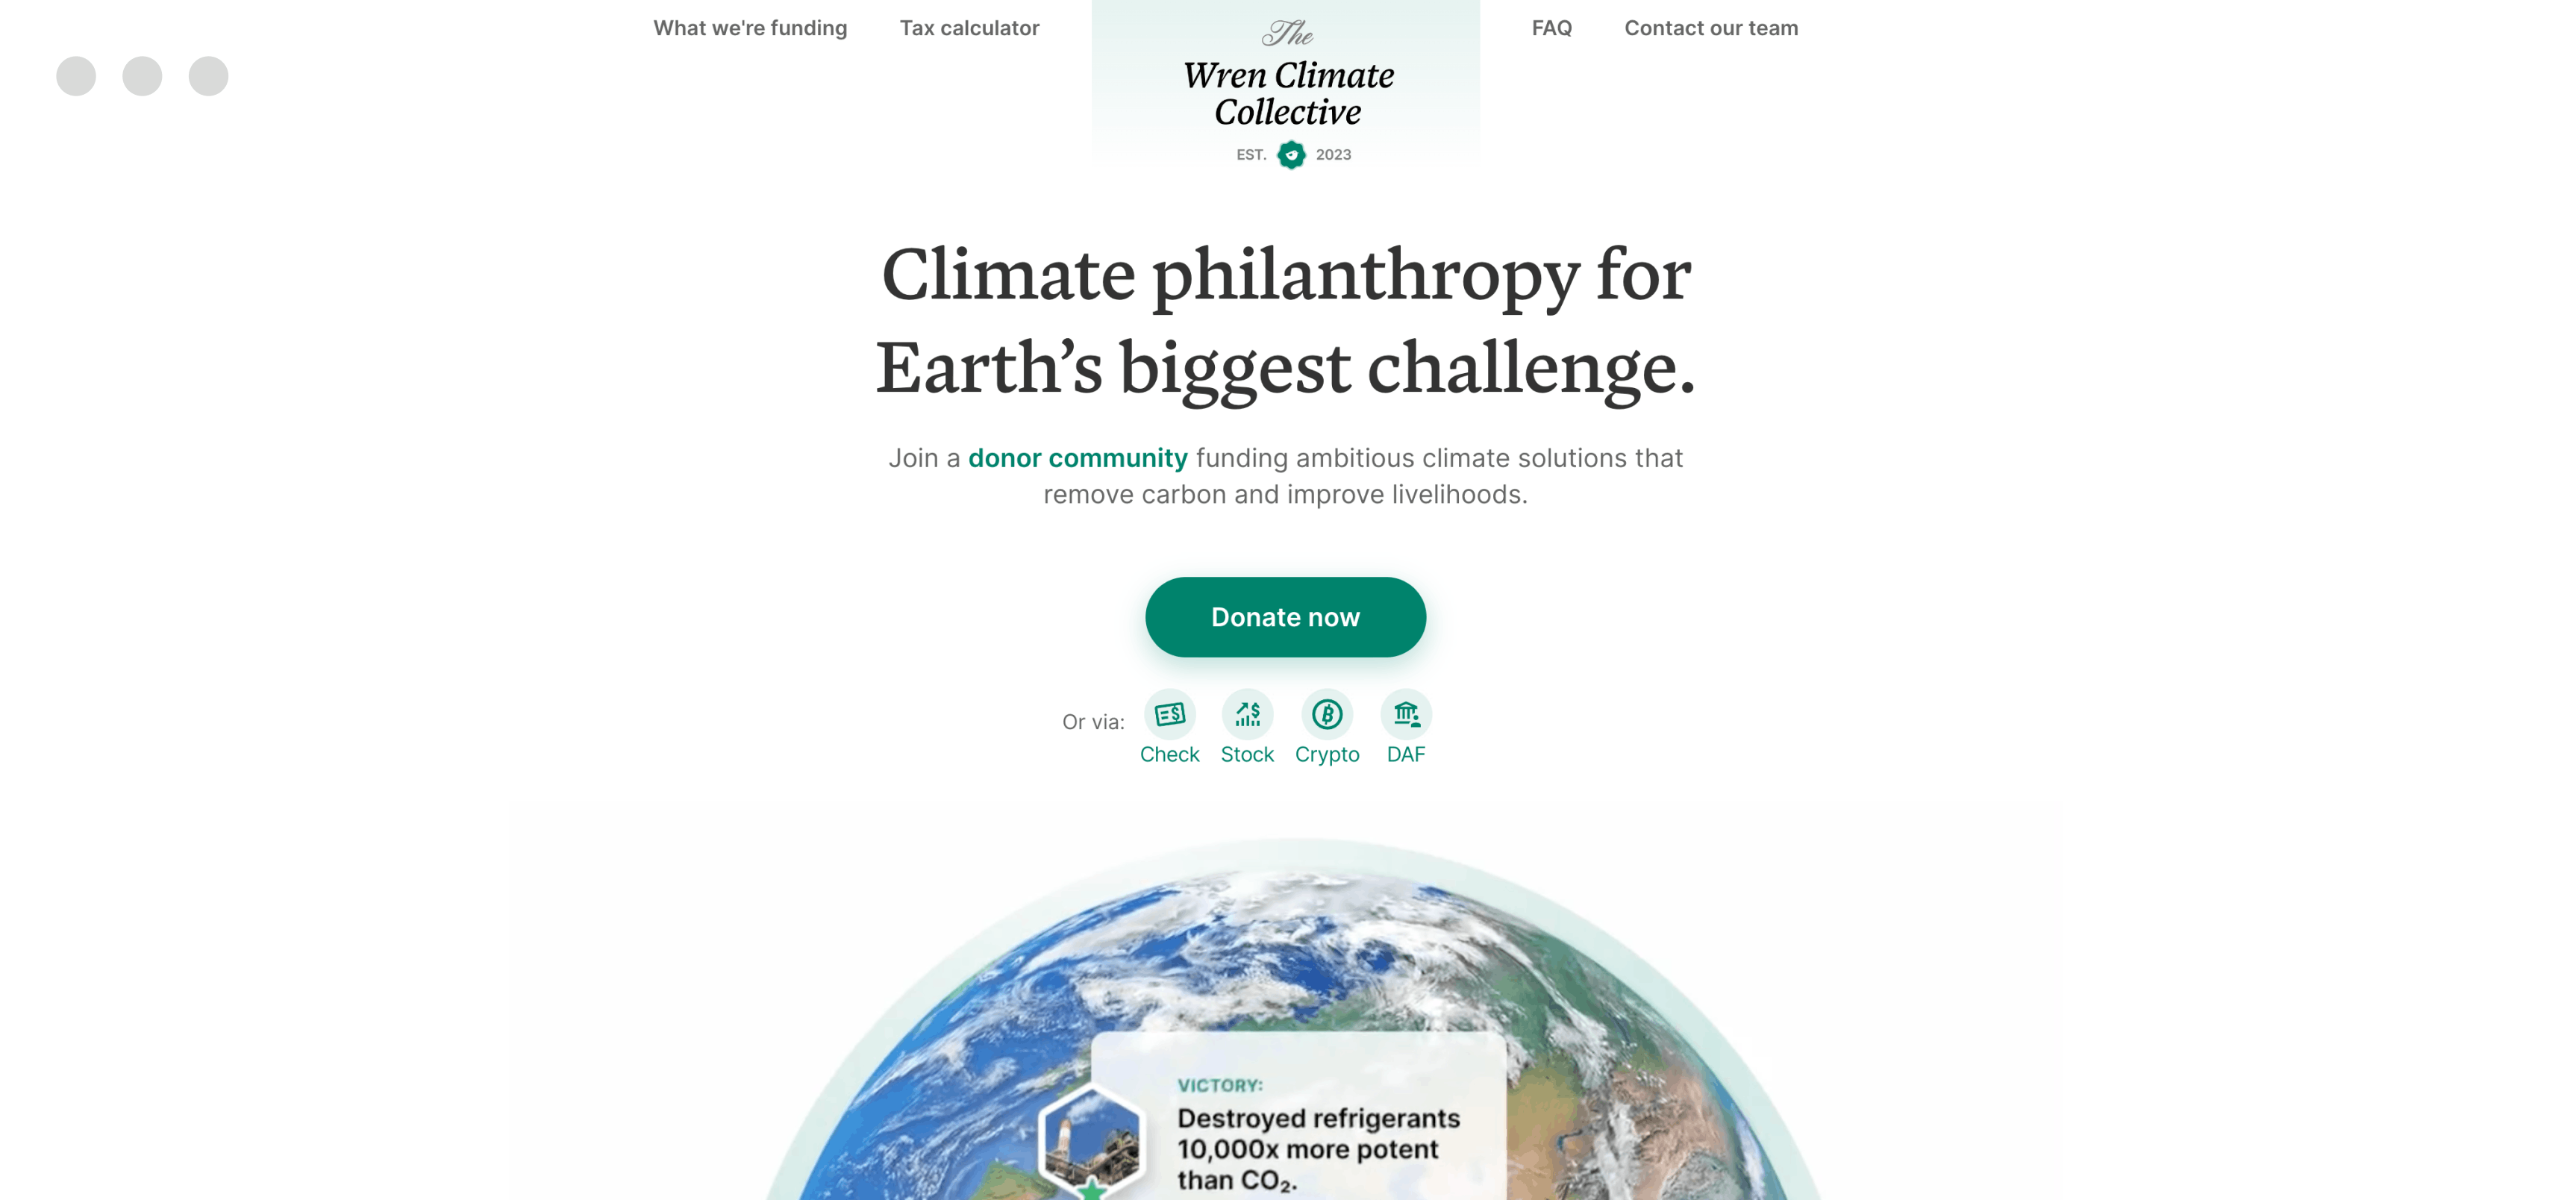 What we're funding
Tax calculator
The
Wren Climate
Collective
EST. 2023
FAQ
Contact our team
Climate philanthropy for
Earth’s biggest challenge.
Join a donor community funding ambitious climate solutions that
remove carbon and improve livelihoods.
Donate now
Or via:
Check
Stock
Crypto
DAF
VICTORY:
Destroyed refrigerants
10,000x more potent
than CO₂.